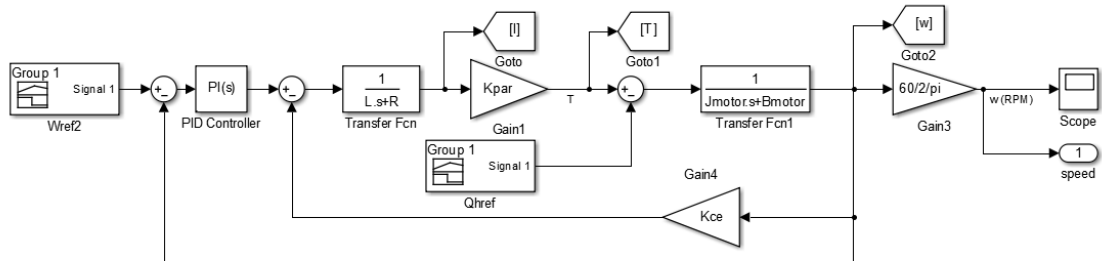 [I]
Goto
[T]
Goto1
[w]
Goto2
Group 1
Signal 1
Wref2
+
−
PI(s)
PID Controller
+
−
1
L.s+R
Transfer Fcn
Kpar
Gain1
T
+
−
1
Jmotor.s+Bmotor
Transfer Fcn1
60/2/pi
Gain3
w (RPM)
Scope
1
speed
Group 1
Signal 1
Qhref
Gain4
Kce